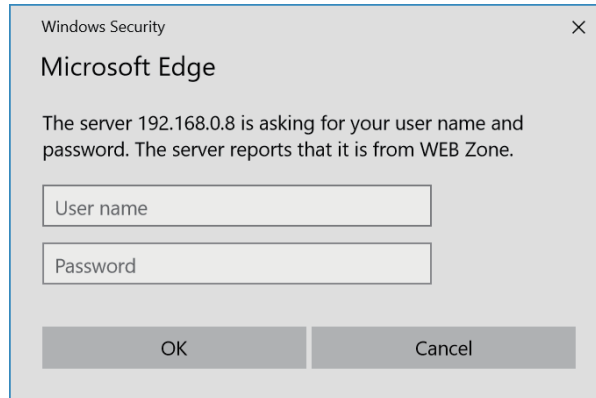 Windows Security
Microsoft Edge
The server 192.168.0.8 is asking for your user name and
password. The server reports that it is from WEB Zone.
User name
Password
OK
Cancel